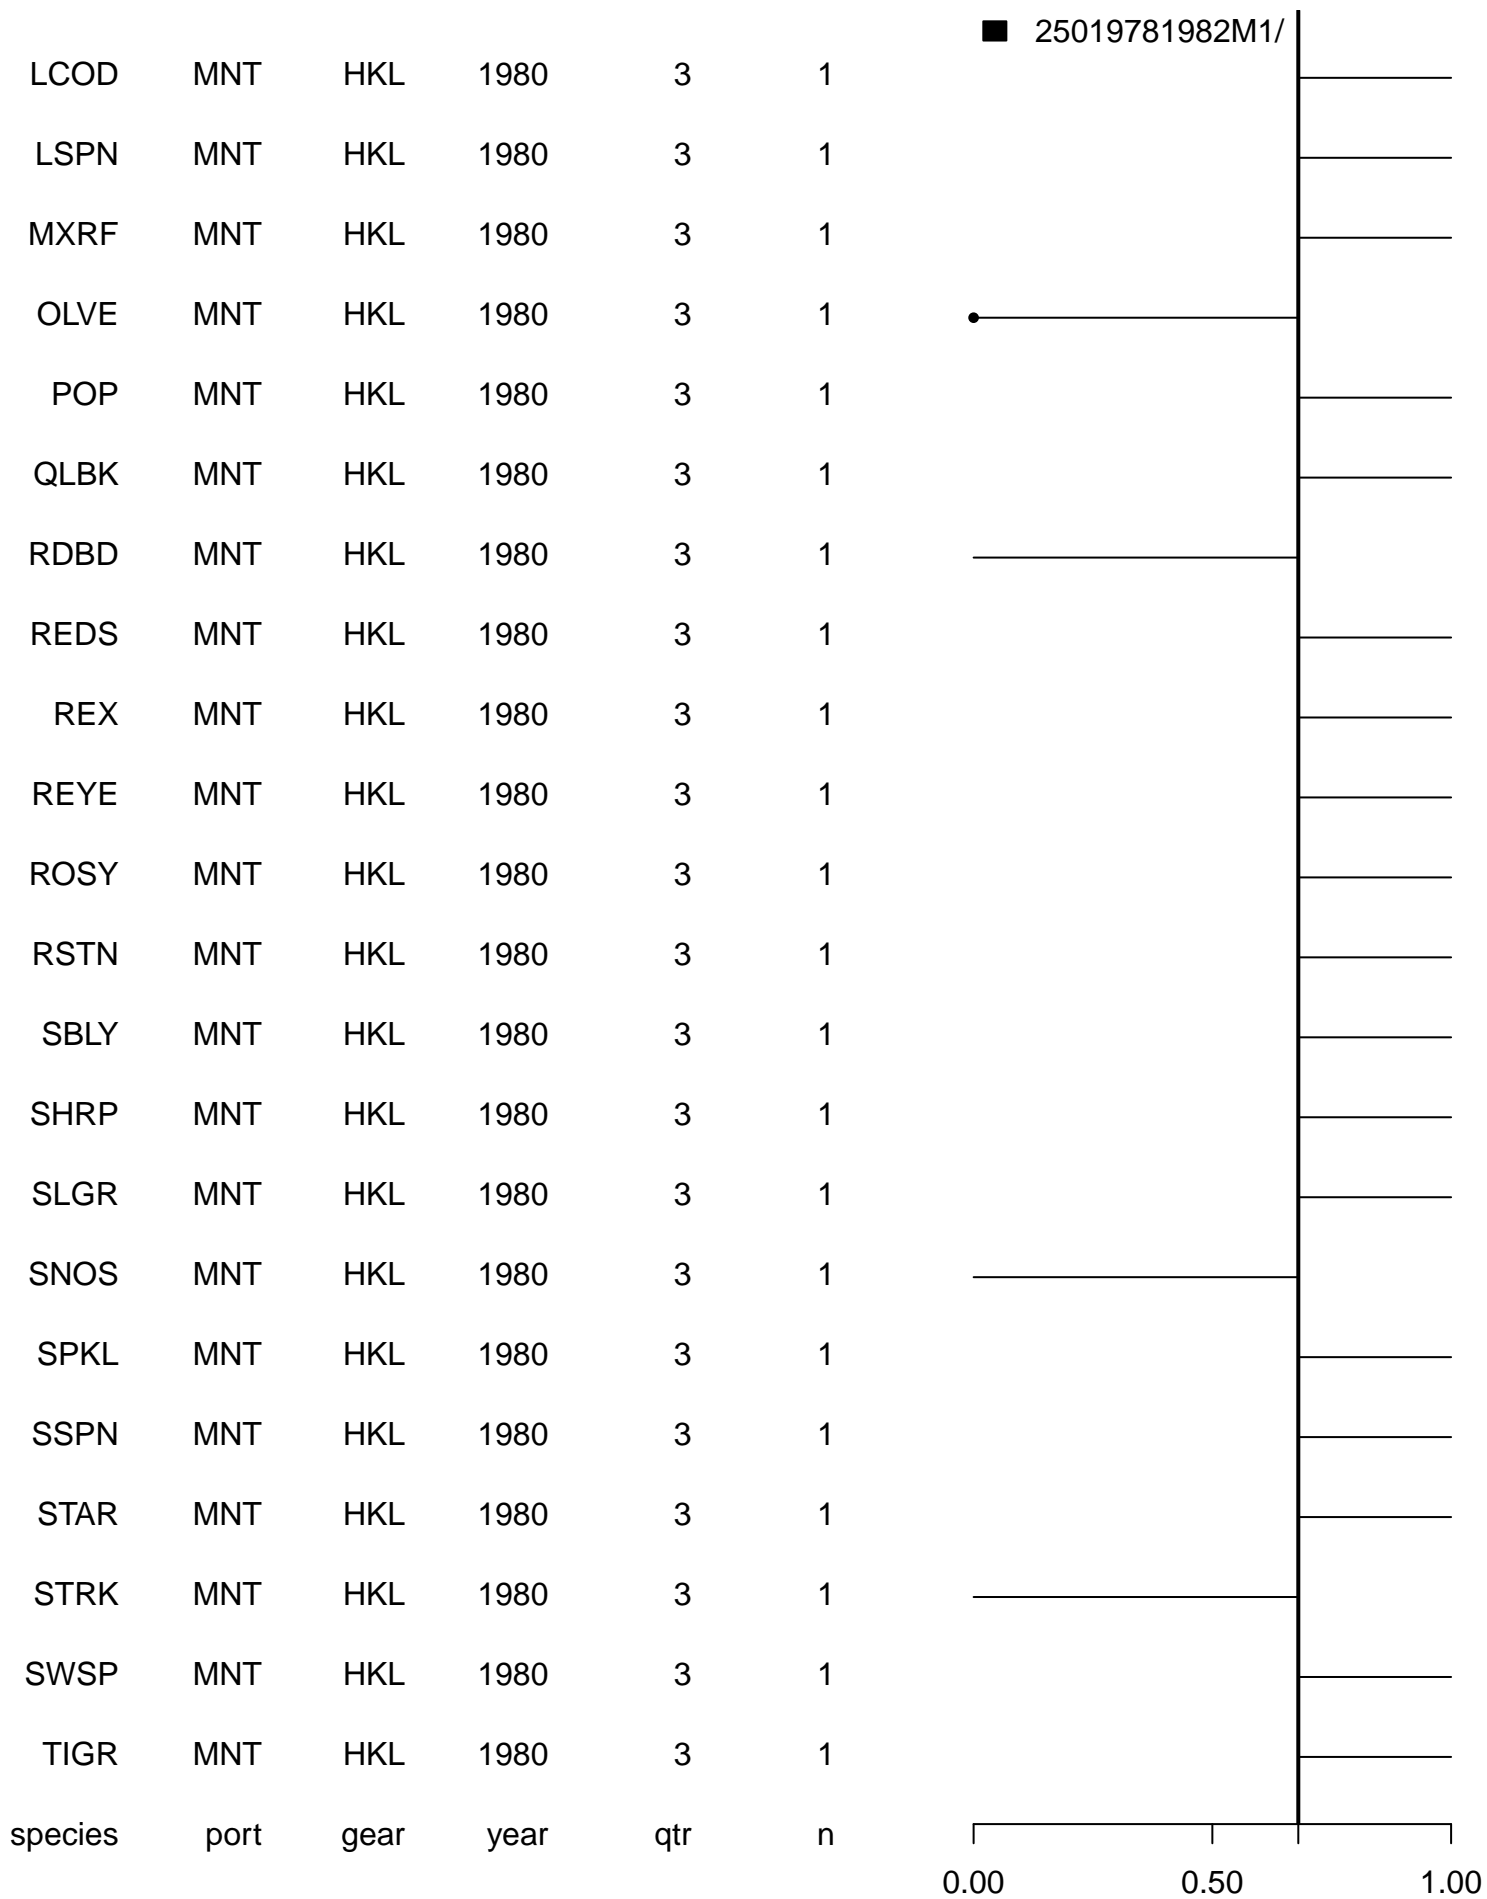 25019781982M1/
LCOD MNT HKL 1980 3 1
LSPN MNT HKL 1980 3 1
MXRF MNT HKL 1980 3 1
OLVE MNT HKL 1980 3 1
POP MNT HKL 1980 3 1
QLBK MNT HKL 1980 3 1
RDBD MNT HKL 1980 3 1
REDS MNT HKL 1980 3 1
REX MNT HKL 1980 3 1
REYE MNT HKL 1980 3 1
ROSY MNT HKL 1980 3 1
RSTN MNT HKL 1980 3 1
SBLY MNT HKL 1980 3 1
SHRP MNT HKL 1980 3 1
SLGR MNT HKL 1980 3 1
SNOS MNT HKL 1980 3 1
SPKL MNT HKL 1980 3 1
SSPN MNT HKL 1980 3 1
STAR MNT HKL 1980 3 1
STRK MNT HKL 1980 3 1
SWSP MNT HKL 1980 3 1
TIGR MNT HKL 1980 3 1
species port gear year qtr n
0.00 0.50 1.00